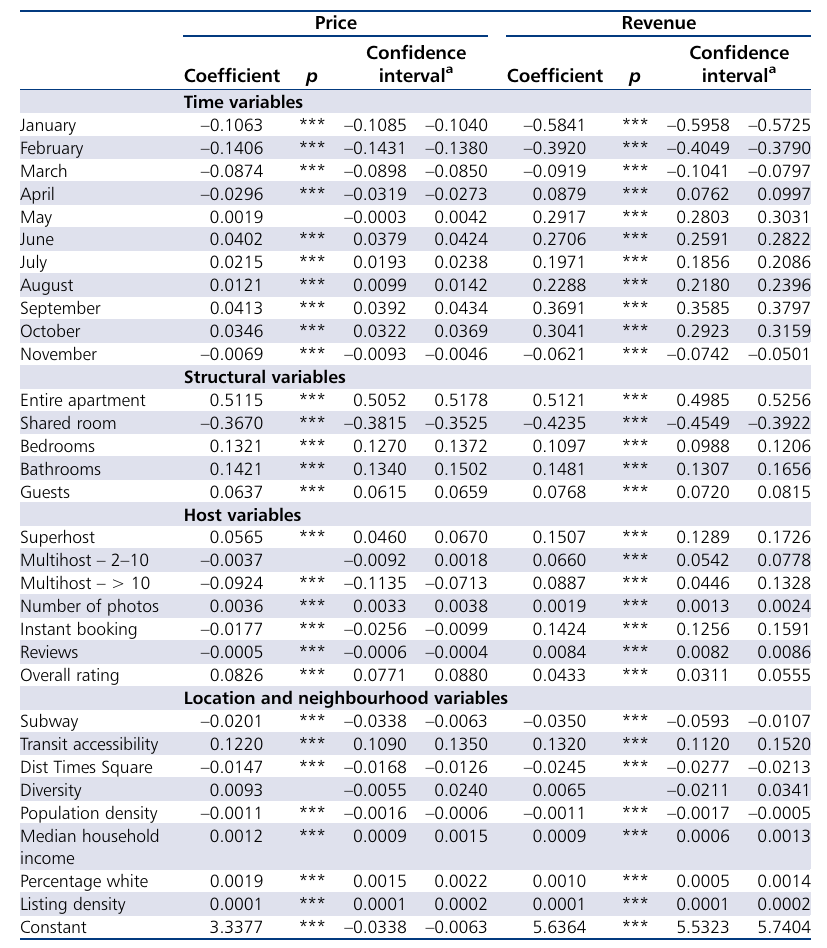 Price Revenue
Confidence Confidence
Coefficient p intervalᵃ Coefficient p intervalᵃ
Time variables
January –0.1063 *** –0.1085 –0.1040 –0.5841 *** –0.5958 –0.5725
February –0.1406 *** –0.1431 –0.1380 –0.3920 *** –0.4049 –0.3790
March –0.0874 *** –0.0898 –0.0850 –0.0919 *** –0.1041 –0.0797
April –0.0296 *** –0.0319 –0.0273 0.0879 *** 0.0762 0.0997
May 0.0019 –0.0003 0.0042 0.2917 *** 0.2803 0.3031
June 0.0402 *** 0.0379 0.0424 0.2706 *** 0.2591 0.2822
July 0.0215 *** 0.0193 0.0238 0.1971 *** 0.1856 0.2086
August 0.0121 *** 0.0099 0.0142 0.2288 *** 0.2180 0.2396
September 0.0413 *** 0.0392 0.0434 0.3691 *** 0.3585 0.3797
October 0.0346 *** 0.0322 0.0369 0.3041 *** 0.2923 0.3159
November –0.0069 *** –0.0093 –0.0046 –0.0621 *** –0.0742 –0.0501
Structural variables
Entire apartment 0.5115 *** 0.5052 0.5178 0.5121 *** 0.4985 0.5256
Shared room –0.3670 *** –0.3815 –0.3525 –0.4235 *** –0.4549 –0.3922
Bedrooms 0.1321 *** 0.1270 0.1372 0.1097 *** 0.0988 0.1206
Bathrooms 0.1421 *** 0.1340 0.1502 0.1481 *** 0.1307 0.1656
Guests 0.0637 *** 0.0615 0.0659 0.0768 *** 0.0720 0.0815
Host variables
Superhost 0.0565 *** 0.0460 0.0670 0.1507 *** 0.1289 0.1726
Multihost – 2–10 –0.0037 –0.0092 0.0018 0.0660 *** 0.0542 0.0778
Multihost – > 10 –0.0924 *** –0.1135 –0.0713 0.0887 *** 0.0446 0.1328
Number of photos 0.0036 *** 0.0033 0.0038 0.0019 *** 0.0013 0.0024
Instant booking –0.0177 *** –0.0256 –0.0099 0.1424 *** 0.1256 0.1591
Reviews –0.0005 *** –0.0006 –0.0004 0.0084 *** 0.0082 0.0086
Overall rating 0.0826 *** 0.0771 0.0880 0.0433 *** 0.0311 0.0555
Location and neighbourhood variables
Subway –0.0201 *** –0.0338 –0.0063 –0.0350 *** –0.0593 –0.0107
Transit accessibility 0.1220 *** 0.1090 0.1350 0.1320 *** 0.1120 0.1520
Dist Times Square –0.0147 *** –0.0168 –0.0126 –0.0245 *** –0.0277 –0.0213
Diversity 0.0093 –0.0055 0.0240 0.0065 –0.0211 0.0341
Population density –0.0011 *** –0.0016 –0.0006 –0.0011 *** –0.0017 –0.0005
Median household 0.0012 *** 0.0009 0.0015 0.0009 *** 0.0006 0.0013
income
Percentage white 0.0019 *** 0.0015 0.0022 0.0010 *** 0.0005 0.0014
Listing density 0.0001 *** 0.0001 0.0002 0.0001 *** 0.0001 0.0002
Constant 3.3377 *** –0.0338 –0.0063 5.6364 *** 5.5323 5.7404